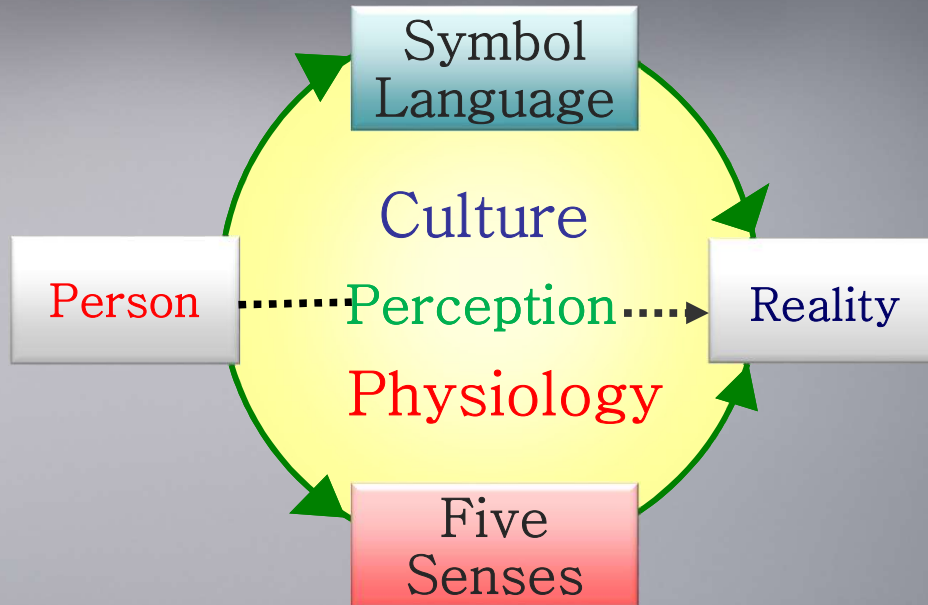 Symbol
Language
Culture
Person
Perception
Reality
Physiology
Five
Senses